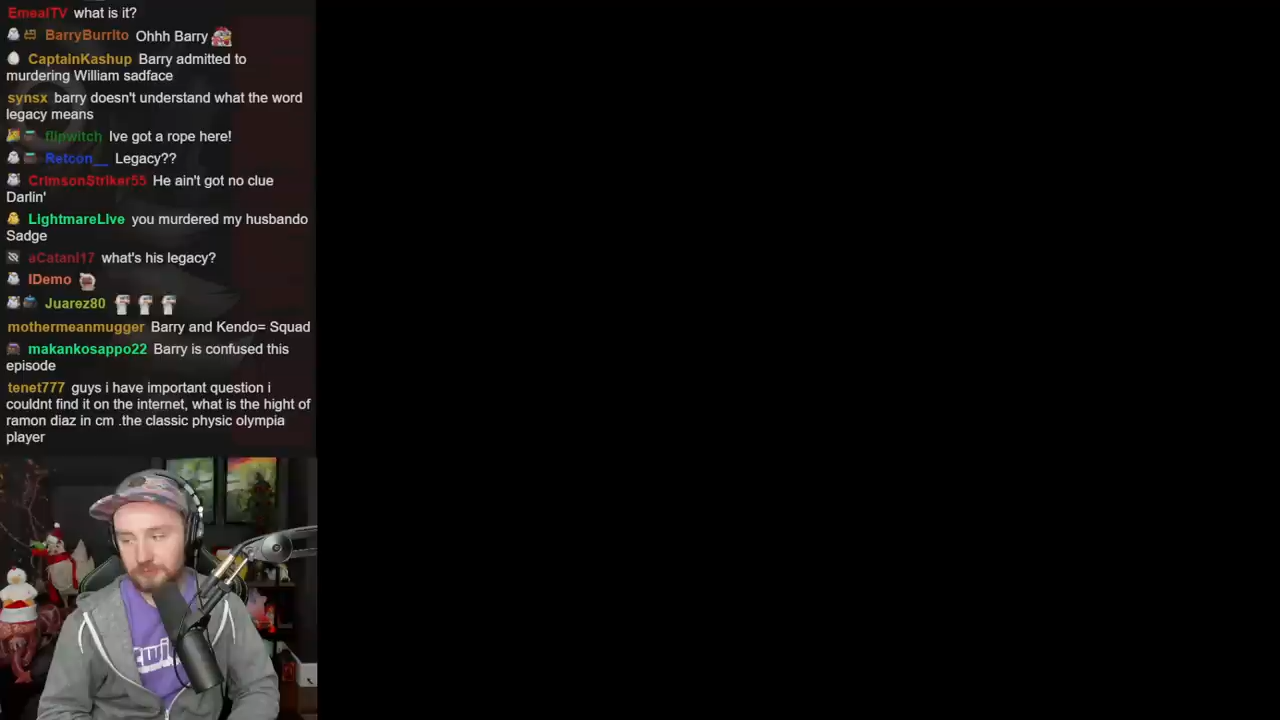 EmealTV what is it?
BarryBurrito Ohhh Barry
CaptainKashup Barry admitted to
murdering William sadface
synsx barry doesn't understand what the word
legacy means
flipwitch Ive got a rope here!
Retcon__ Legacy??
CrimsonStriker55 He ain't got no clue
Darlin'
LightmareLive you murdered my husbando
Sadge
aCatani17 what's his legacy?
IDemo
Juarez80
mothermeanmugger Barry and Kendo= Squad
makankosappo22 Barry is confused this
episode
tenet777 guys i have important question i
couldnt find it on the internet, what is the hight of
ramon diaz in cm .the classic physic olympia
player